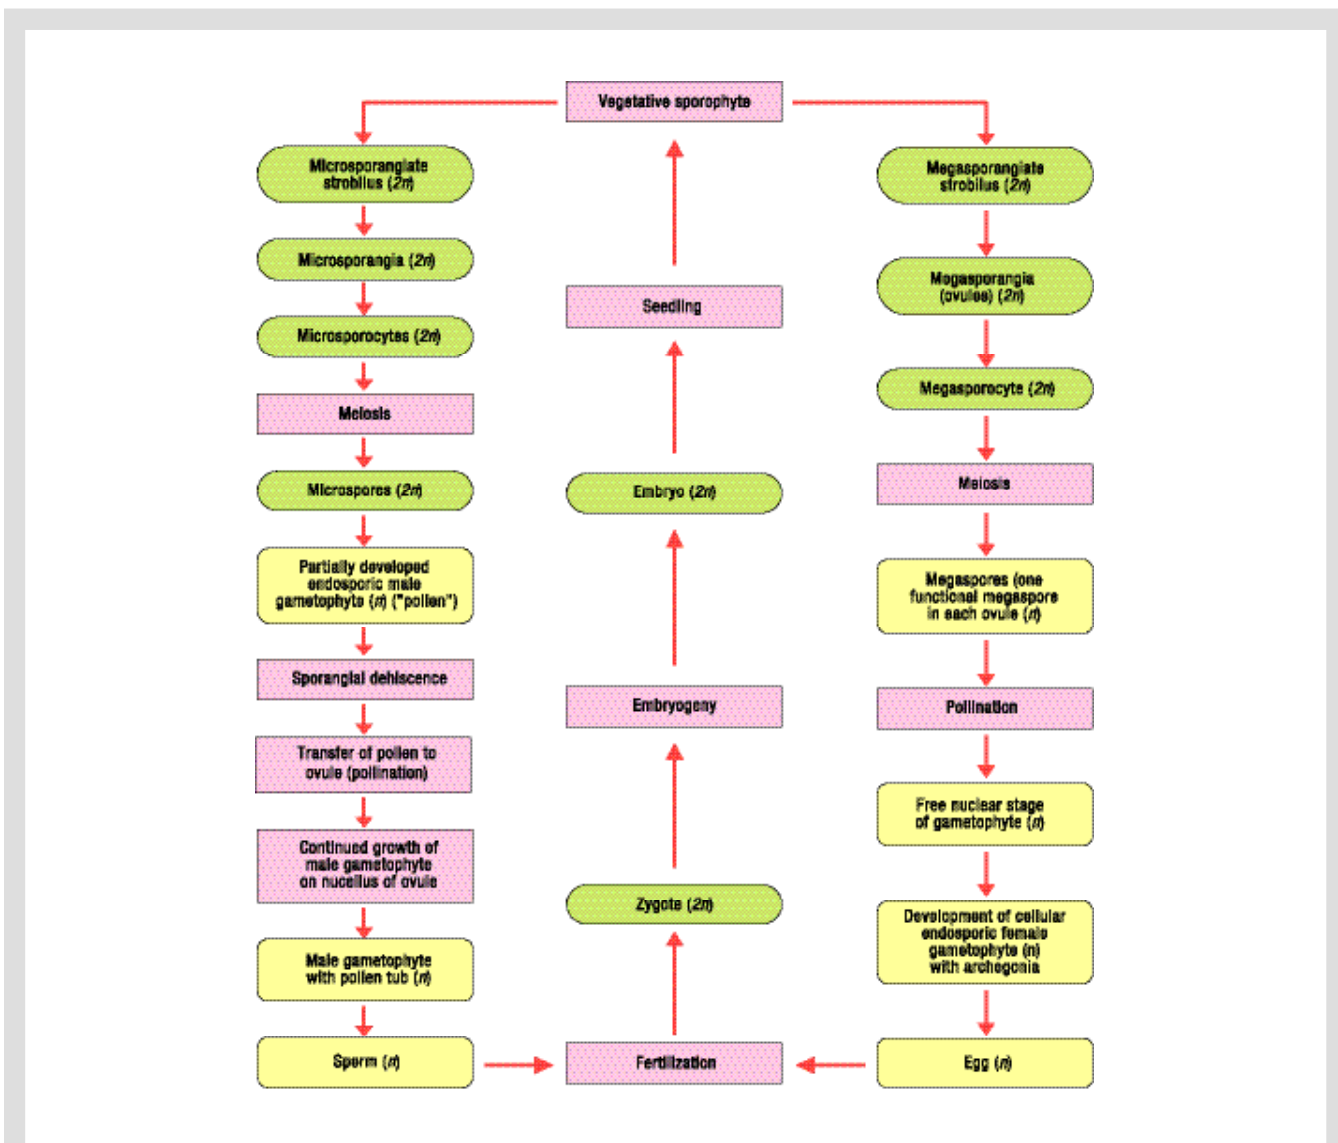 Vegetative sporophyte
Microsporangiate
strobilus (2n)
Microsporangia (2n)
Microsporocytes (2n)
Meiosis
Microspores (2n)
Partially developed
endosporic male
gametophyte (n) ("pollen")
Sporangial dehiscence
Transfer of pollen to
ovule (pollination)
Continued growth of
male gametophyte
on nucellus of ovule
Male gametophyte
with pollen tub (n)
Sperm (n)
Seedling
Embryo (2n)
Embryogeny
Zygote (2n)
Fertilization
Megasporangiate
strobilus (2n)
Megasporangia
(ovules) (2n)
Megasporocyte (2n)
Meiosis
Megaspores (one
functional megaspore
in each ovule (n)
Pollination
Free nuclear stage
of gametophyte (n)
Development of cellular
endosporic female
gametophyte (n)
with archegonia
Egg (n)